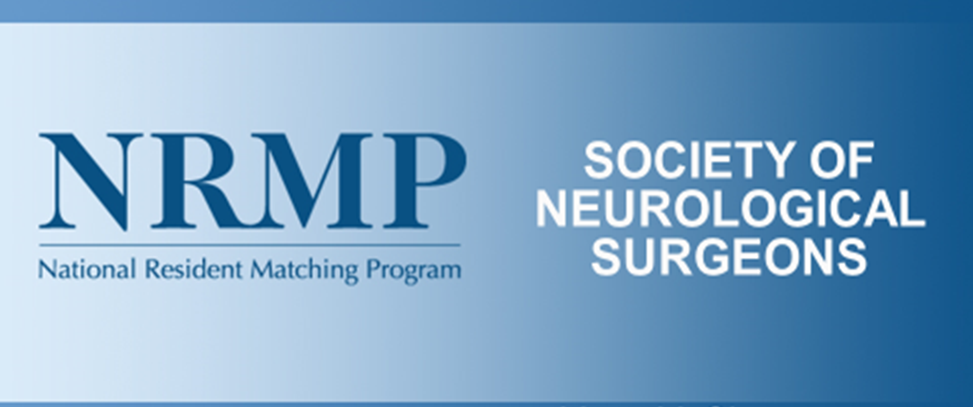 NRMP
National Resident Matching Program
SOCIETY OF
NEUROLOGICAL
SURGEONS